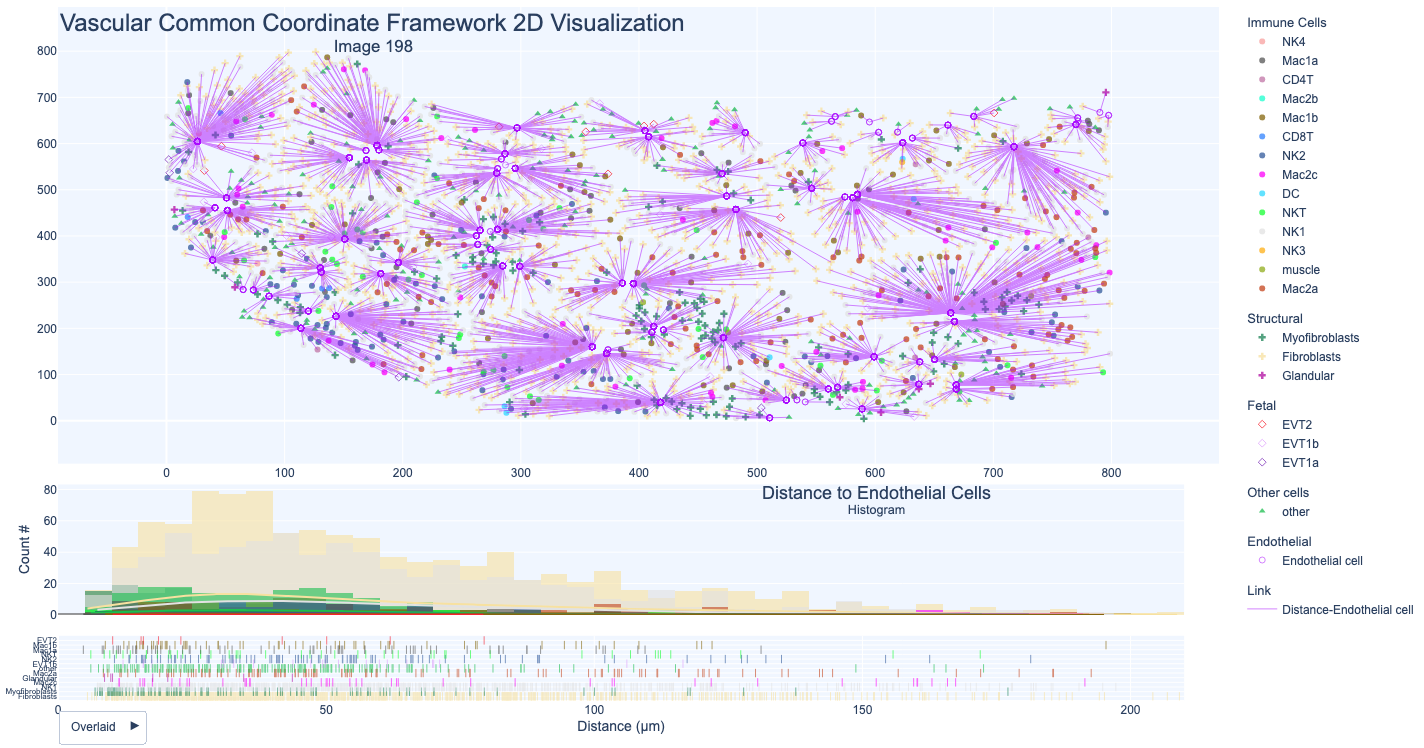 Vascular Common Coordinate Framework 2D Visualization
Image 198
800
700
600
500
400
300
200
100
0
0 100 200 300 400 500 600 700 800
Distance to Endothelial Cells
Histogram
Count #
80
60
40
20
0
EVT2
Mac1b
Mac1a
NKT
NK2
EVT1b
other
Mac2a
Glandular
Mac2c
NK1
Myofibroblasts
Fibroblasts
0 50 100 150 200
Distance (μm)
Overlaid ▶
Immune Cells
NK4
Mac1a
CD4T
Mac2b
Mac1b
CD8T
NK2
Mac2c
DC
NKT
NK1
NK3
muscle
Mac2a
Structural
Myofibroblasts
Fibroblasts
Glandular
Fetal
EVT2
EVT1b
EVT1a
Other cells
other
Endothelial
Endothelial cell
Link
Distance-Endothelial cell